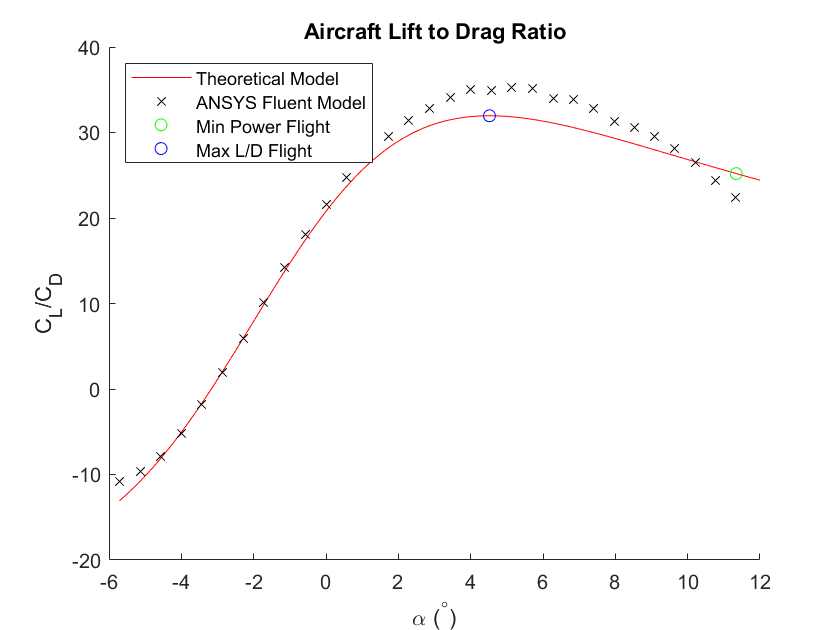 Aircraft Lift to Drag Ratio
Theoretical Model
ANSYS Fluent Model
Min Power Flight
Max L/D Flight
40
30
20
10
0
-10
-20
C_L/C_D
-6 -4 -2 0 2 4 6 8 10 12
α (°)